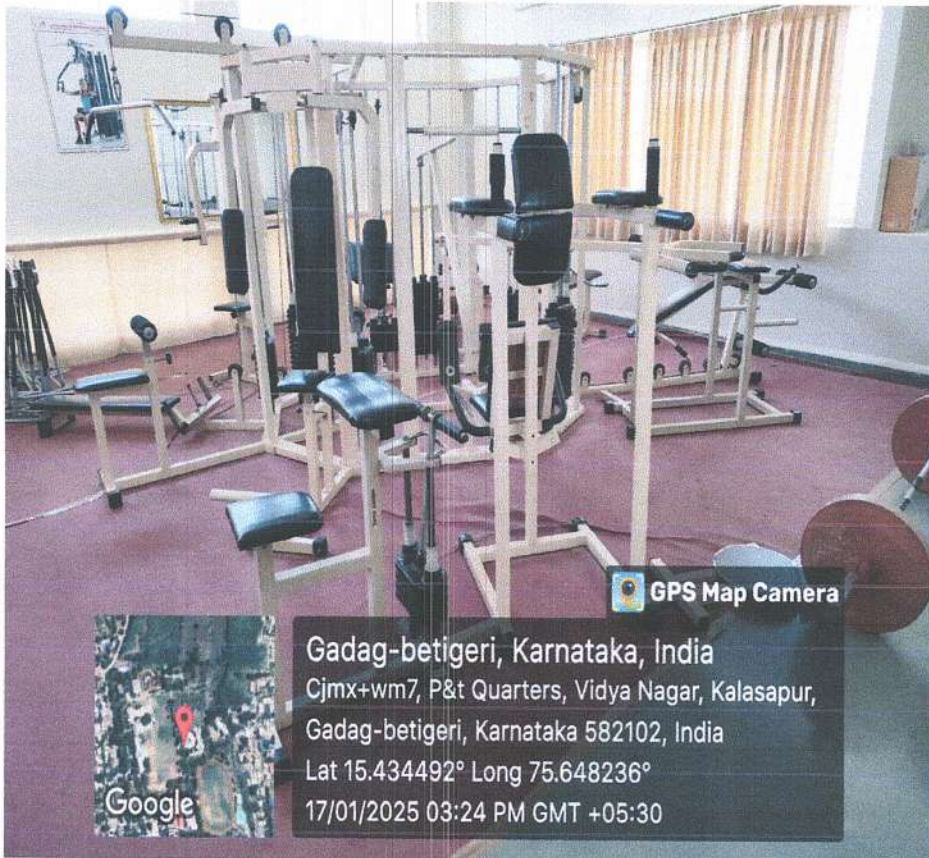 GPS Map Camera
Gadag-betigeri, Karnataka, India
Cjmx+wm7, P&t Quarters, Vidya Nagar, Kalasapur,
Gadag-betigeri, Karnataka 582102, India
Lat 15.434492° Long 75.648236°
17/01/2025 03:24 PM GMT +05:30
Google